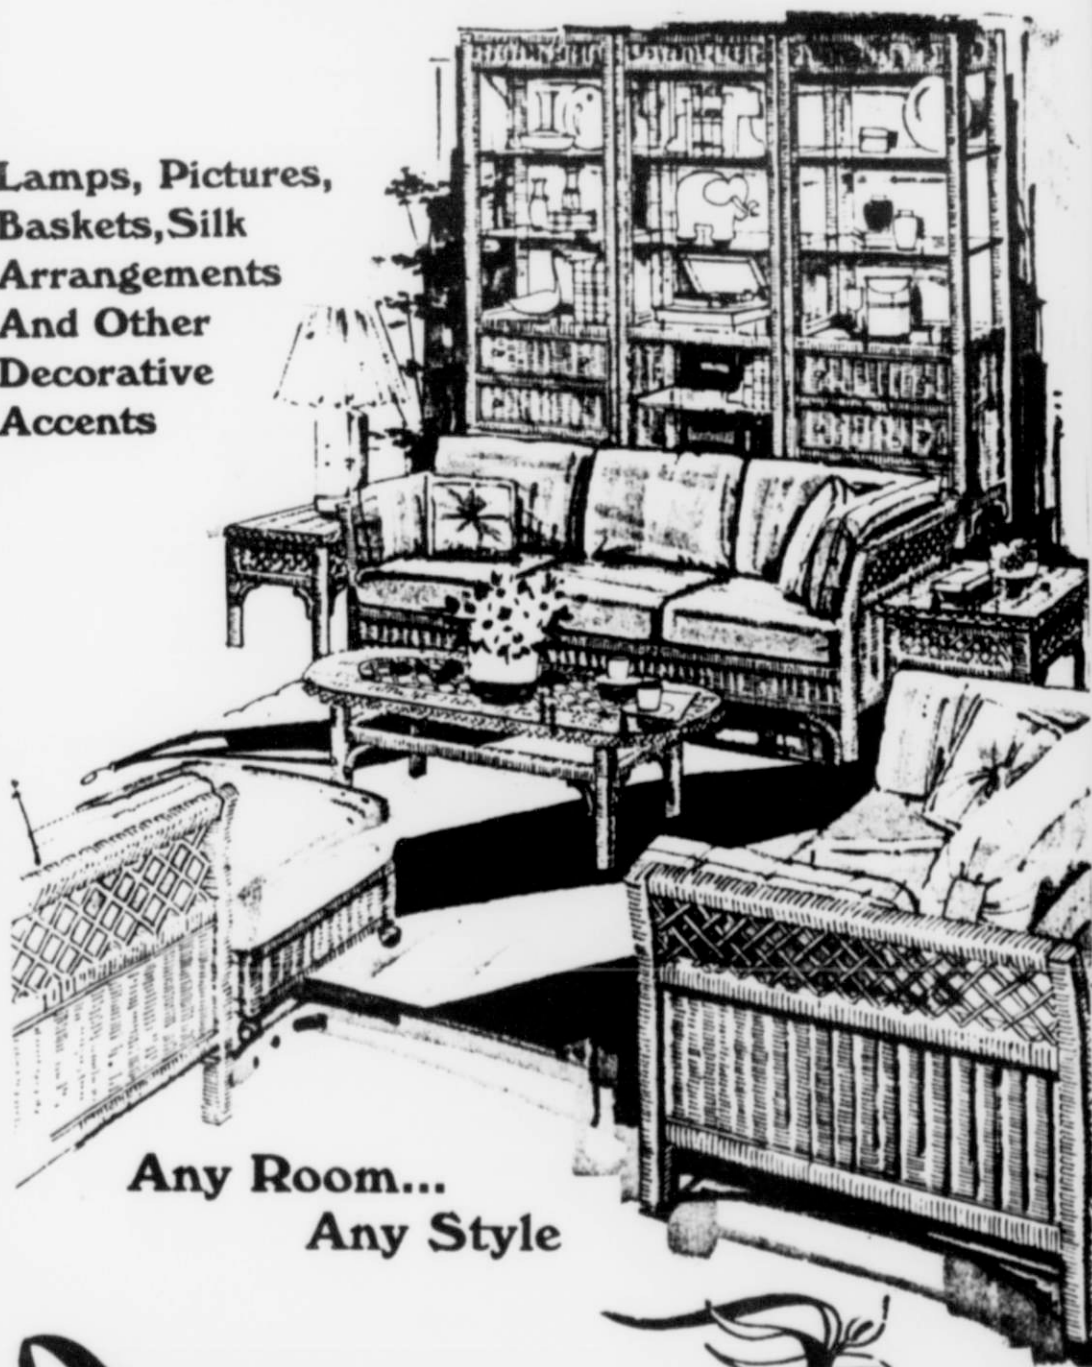 Lamps, Pictures,
Baskets,Silk
Arrangements
And Other
Decorative
Accents
Any Room...
Any Style